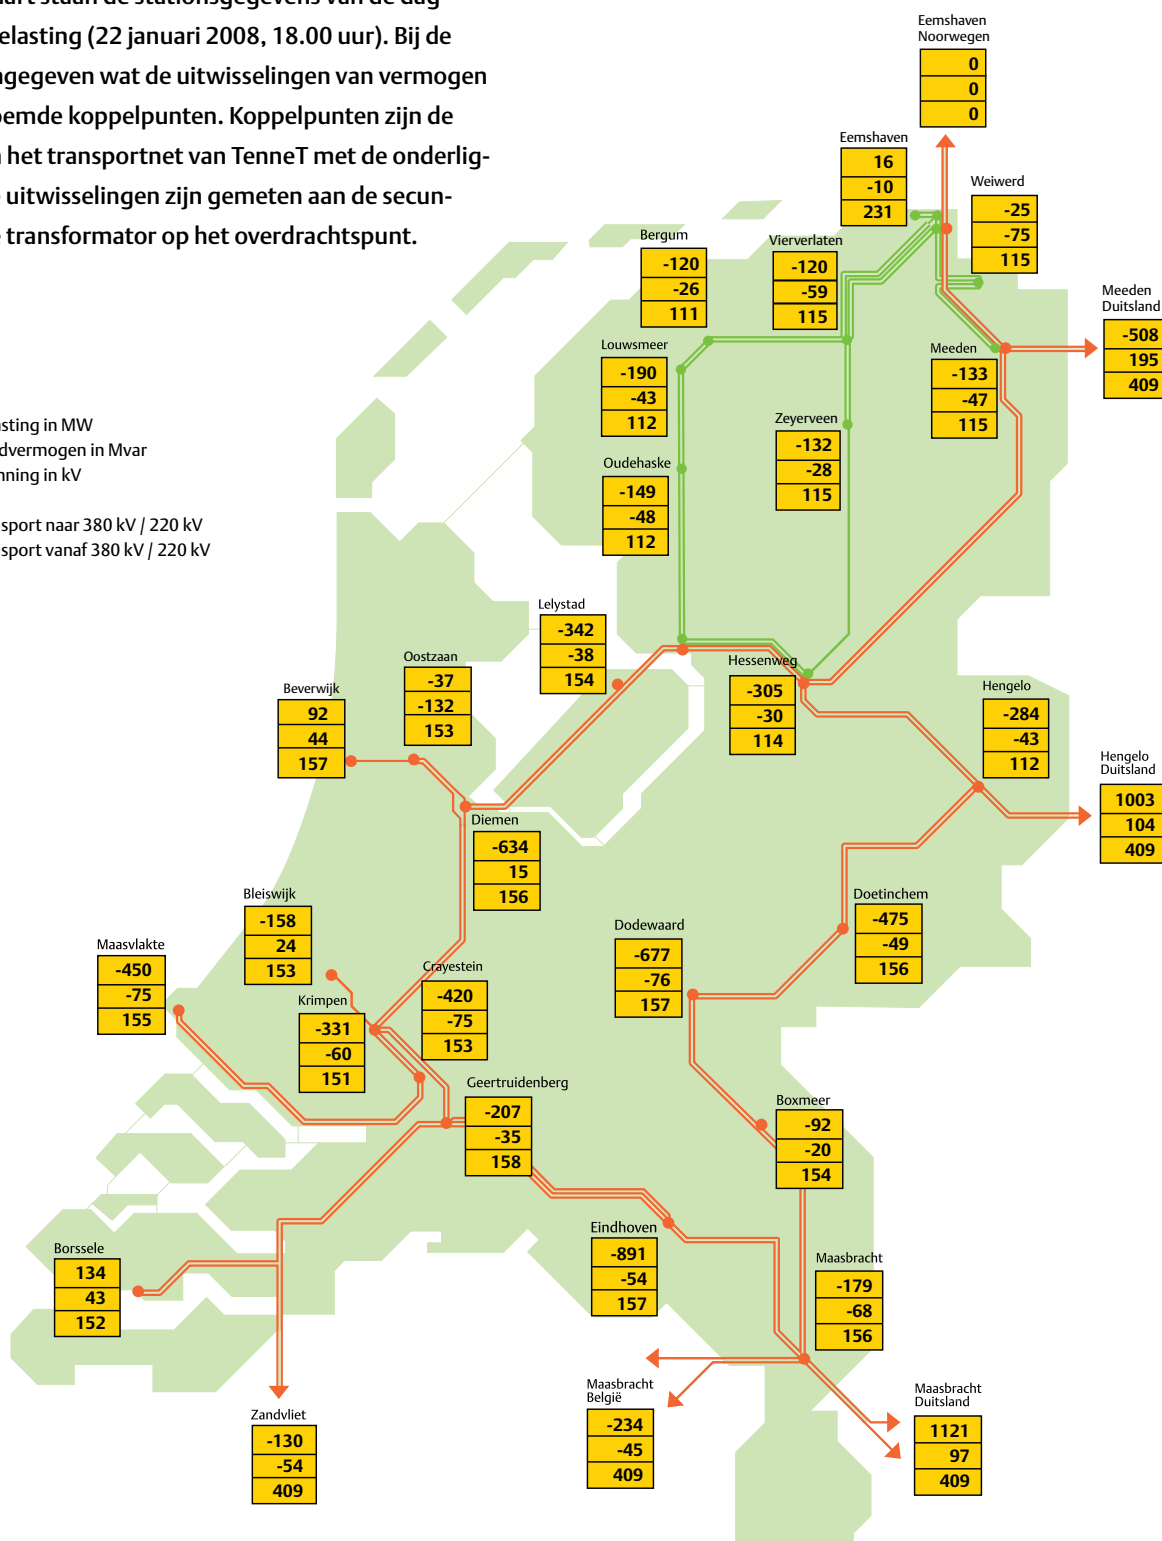 elasting (22 januari 2008, 18.00 uur). Bij de
ngegeven wat de uitwisselingen van vermogen
oemde koppelpunten. Koppelpunten zijn de
het transportnet van TenneT met de onderlig-
uitwisselingen zijn gemeten aan de secun-
transformator op het overdrachtspunt.
sting in MW
dvermogen in Mvar
nning in kV
sport naar 380 kV / 220 kV
sport vanaf 380 kV / 220 kV
Eemshaven
Noorwegen
0
0
0
Eemshaven
16
-10
231
Weiwerd
-25
-75
115
Bergum
-120
-26
111
Vierverlaten
-120
-59
115
Meeden
Duitsland
-508
195
409
Louwsmeer
-190
-43
112
Meeden
-133
-47
115
Zeyerveen
-132
-28
115
Oudehaske
-149
-48
112
Lelystad
-342
-38
154
Oostzaan
-37
-132
153
Hessenweg
-305
-30
114
Beverwijk
92
44
157
Hengelo
-284
-43
112
Hengelo
Duitsland
1003
104
409
Diemen
-634
15
156
Bleiswijk
-158
24
153
Doetinchem
-475
-49
156
Dodewaard
-677
-76
157
Maasvlakte
-450
-75
155
Crayestein
-420
-75
153
Krimpen
-331
-60
151
Geertruidenberg
-207
-35
158
Boxmeer
-92
-20
154
Eindhoven
-891
-54
157
Borssele
134
43
152
Maasbracht
-179
-68
156
Maasbracht
België
-234
-45
409
Maasbracht
Duitsland
1121
97
409
Zandvliet
-130
-54
409